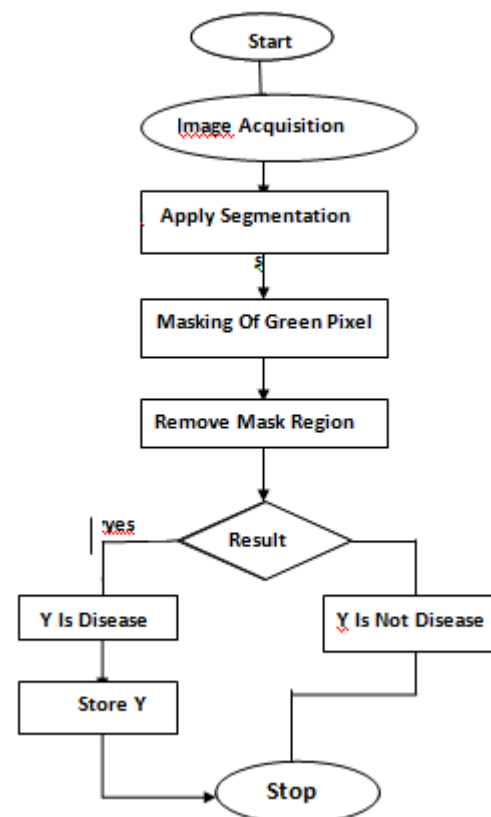 Start
Image Acquisition
Apply Segmentation
s
Masking Of Green Pixel
Remove Mask Region
yes
Result
Y Is Disease
Y Is Not Disease
Store Y
Stop